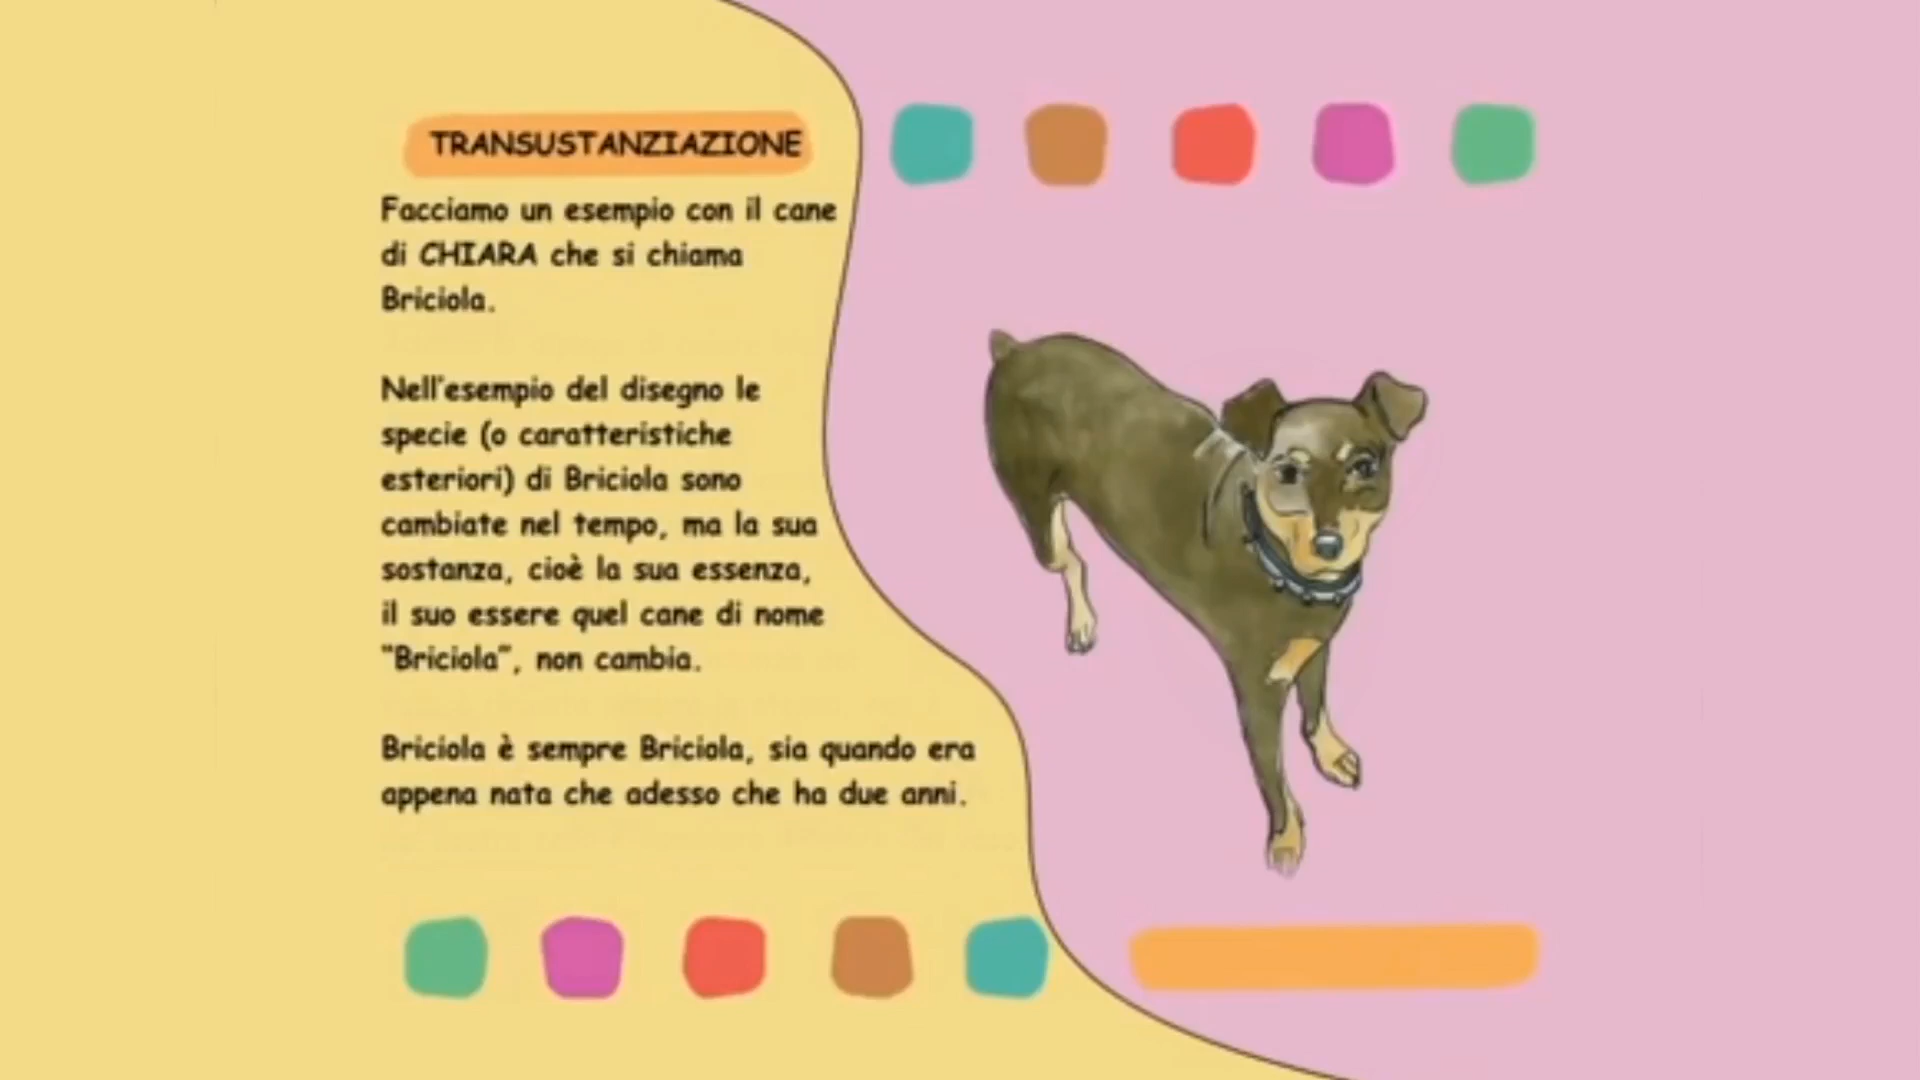 TRANSUSTANZIAZIONE
Facciamo un esempio con il cane
di CHIARA che si chiama
Briciola.
Nell'esempio del disegno le
specie (o caratteristiche
esteriori) di Briciola sono
cambiate nel tempo, ma la sua
sostanza, cioè la sua essenza,
il suo essere quel cane di nome
"Briciola", non cambia.
Briciola è sempre Briciola, sia quando era
appena nata che adesso che ha due anni.